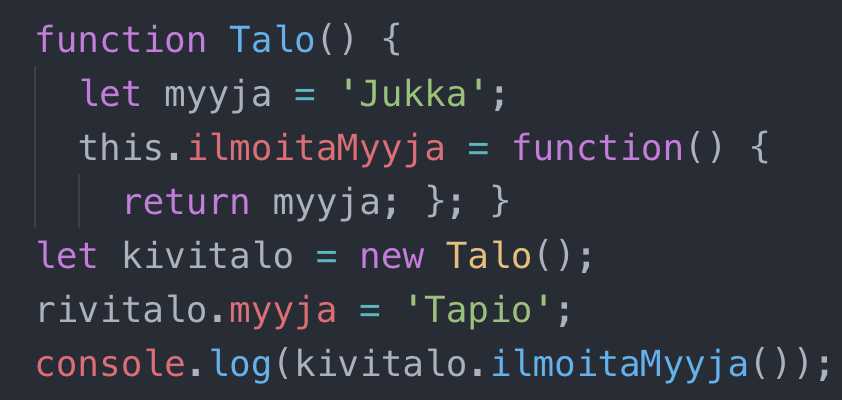 function Talo() {
let myyja = 'Jukka';
this.ilmoitaMyyja = function() {
return myyja; }; }
let kivitalo = new Talo();
rivitalo.myyja = 'Tapio';
console.log(kivitalo.ilmoitaMyyja());